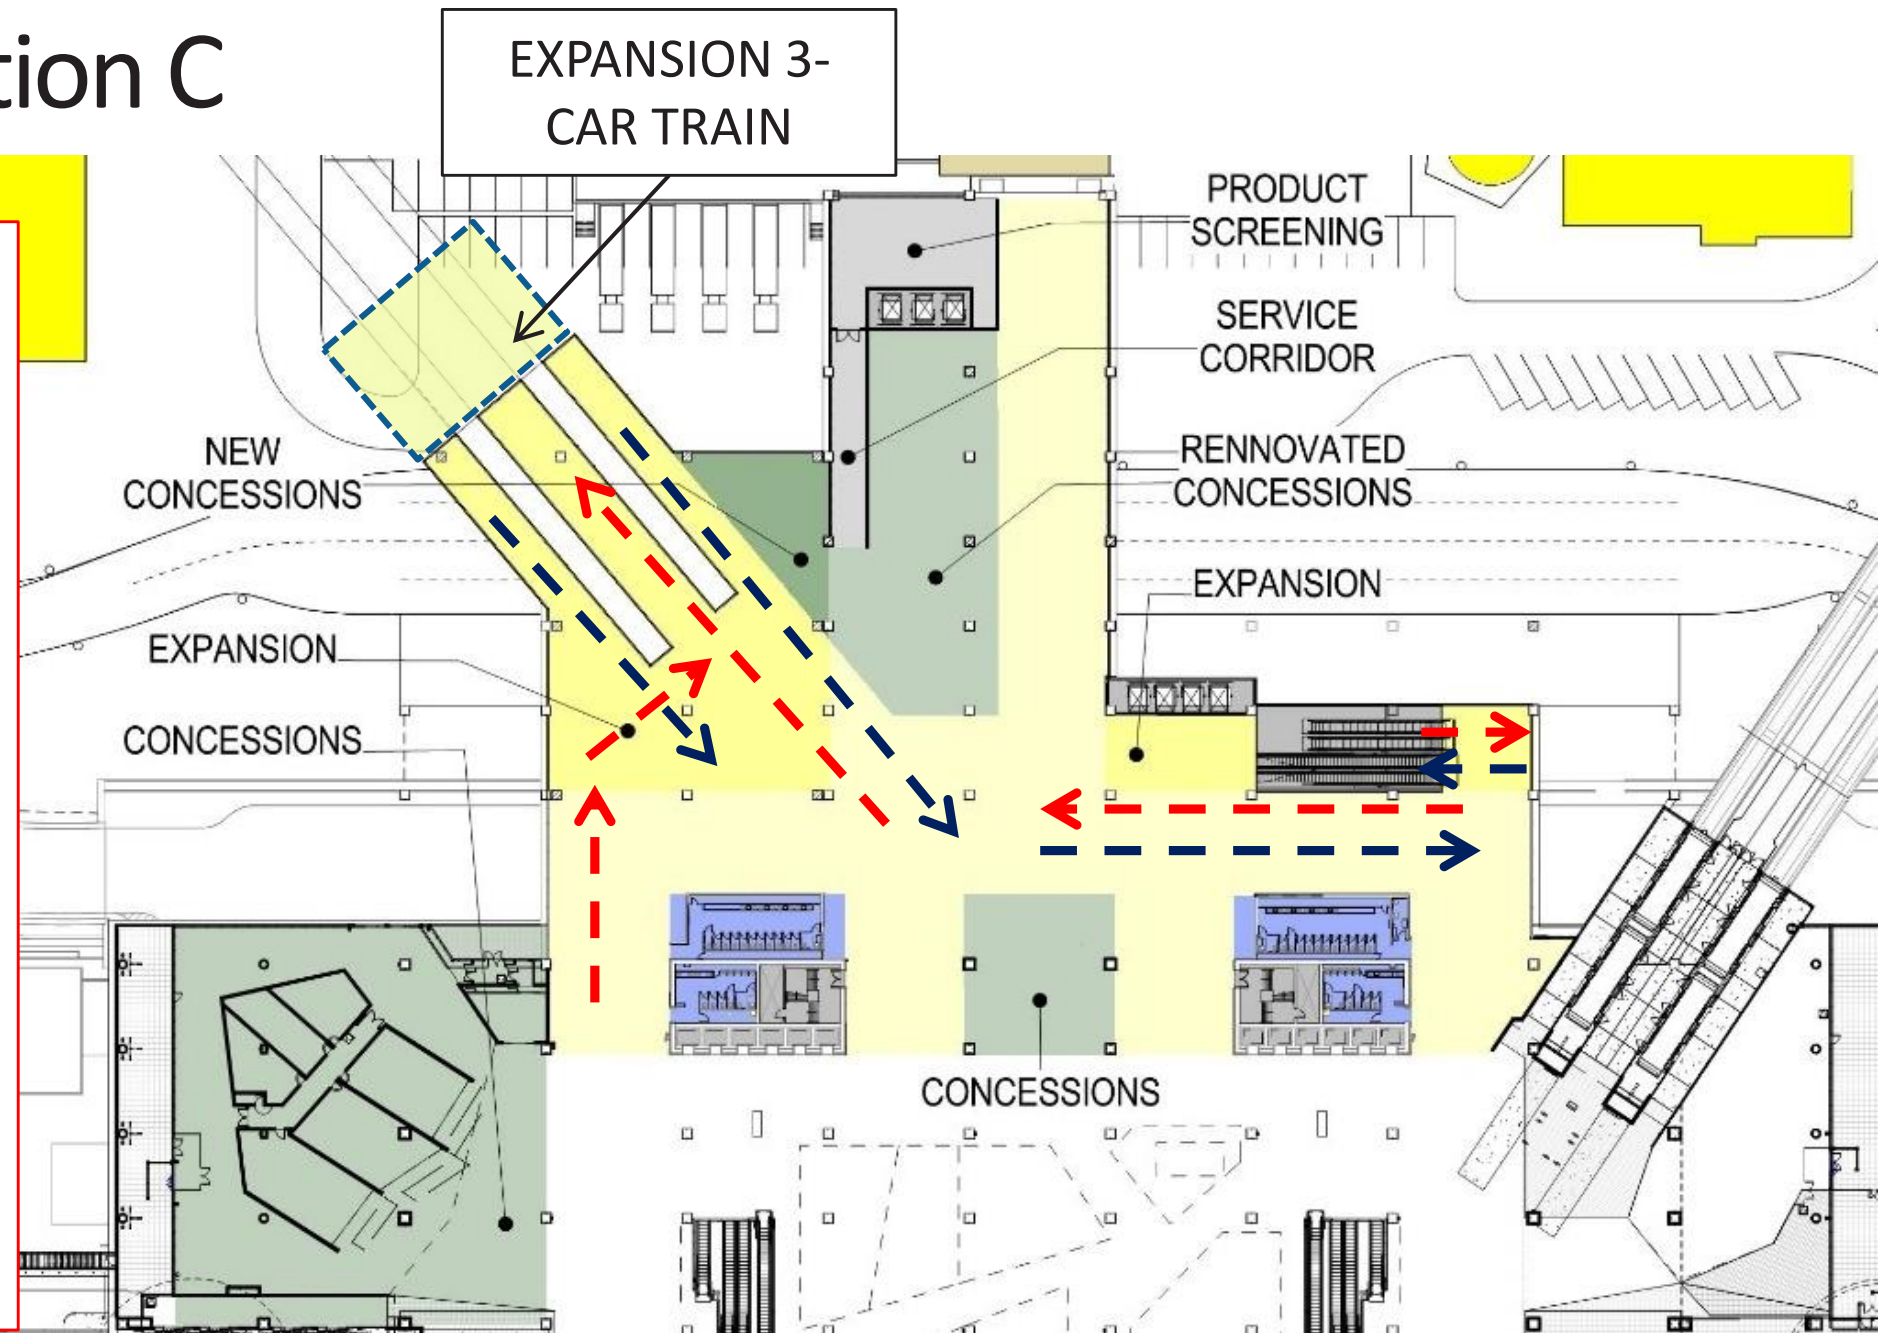 tion C
EXPANSION 3-
CAR TRAIN
PRODUCT
SCREENING
SERVICE
CORRIDOR
NEW
CONCESSIONS
RENNOVATED
CONCESSIONS
EXPANSION
EXPANSION
CONCESSIONS
CONCESSIONS